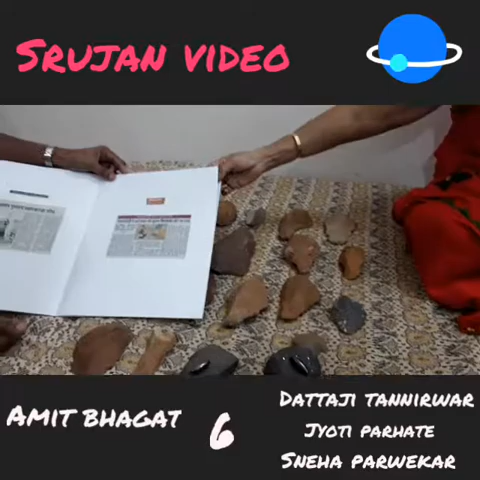 Srujan video
Amit Bhagat
6
Dattaji Tannirwar
Jyoti Parhate
Sneha Parwekar